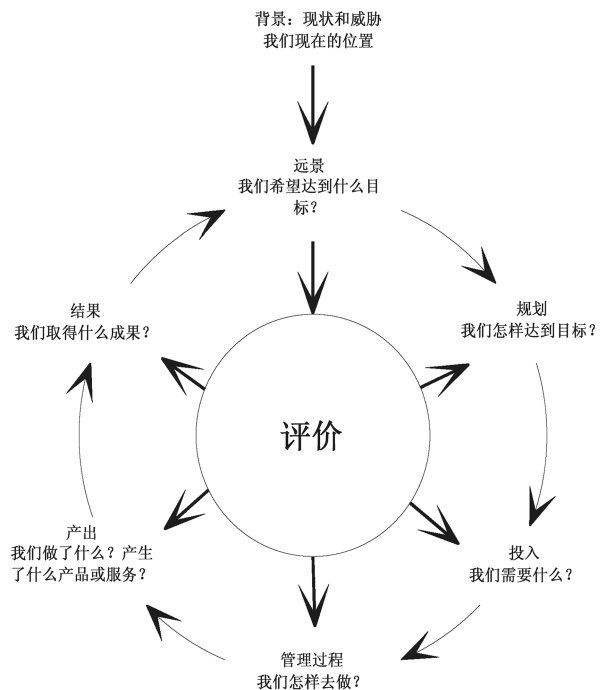 背景：现状和威胁
我们现在的位置
远景
我们希望达到什么目
标？
规划
我们怎样达到目标？
结果
我们取得什么成果？
评价
投入
我们需要什么？
产出
我们做了什么？产生
了什么产品或服务？
管理过程
我们怎样去做？